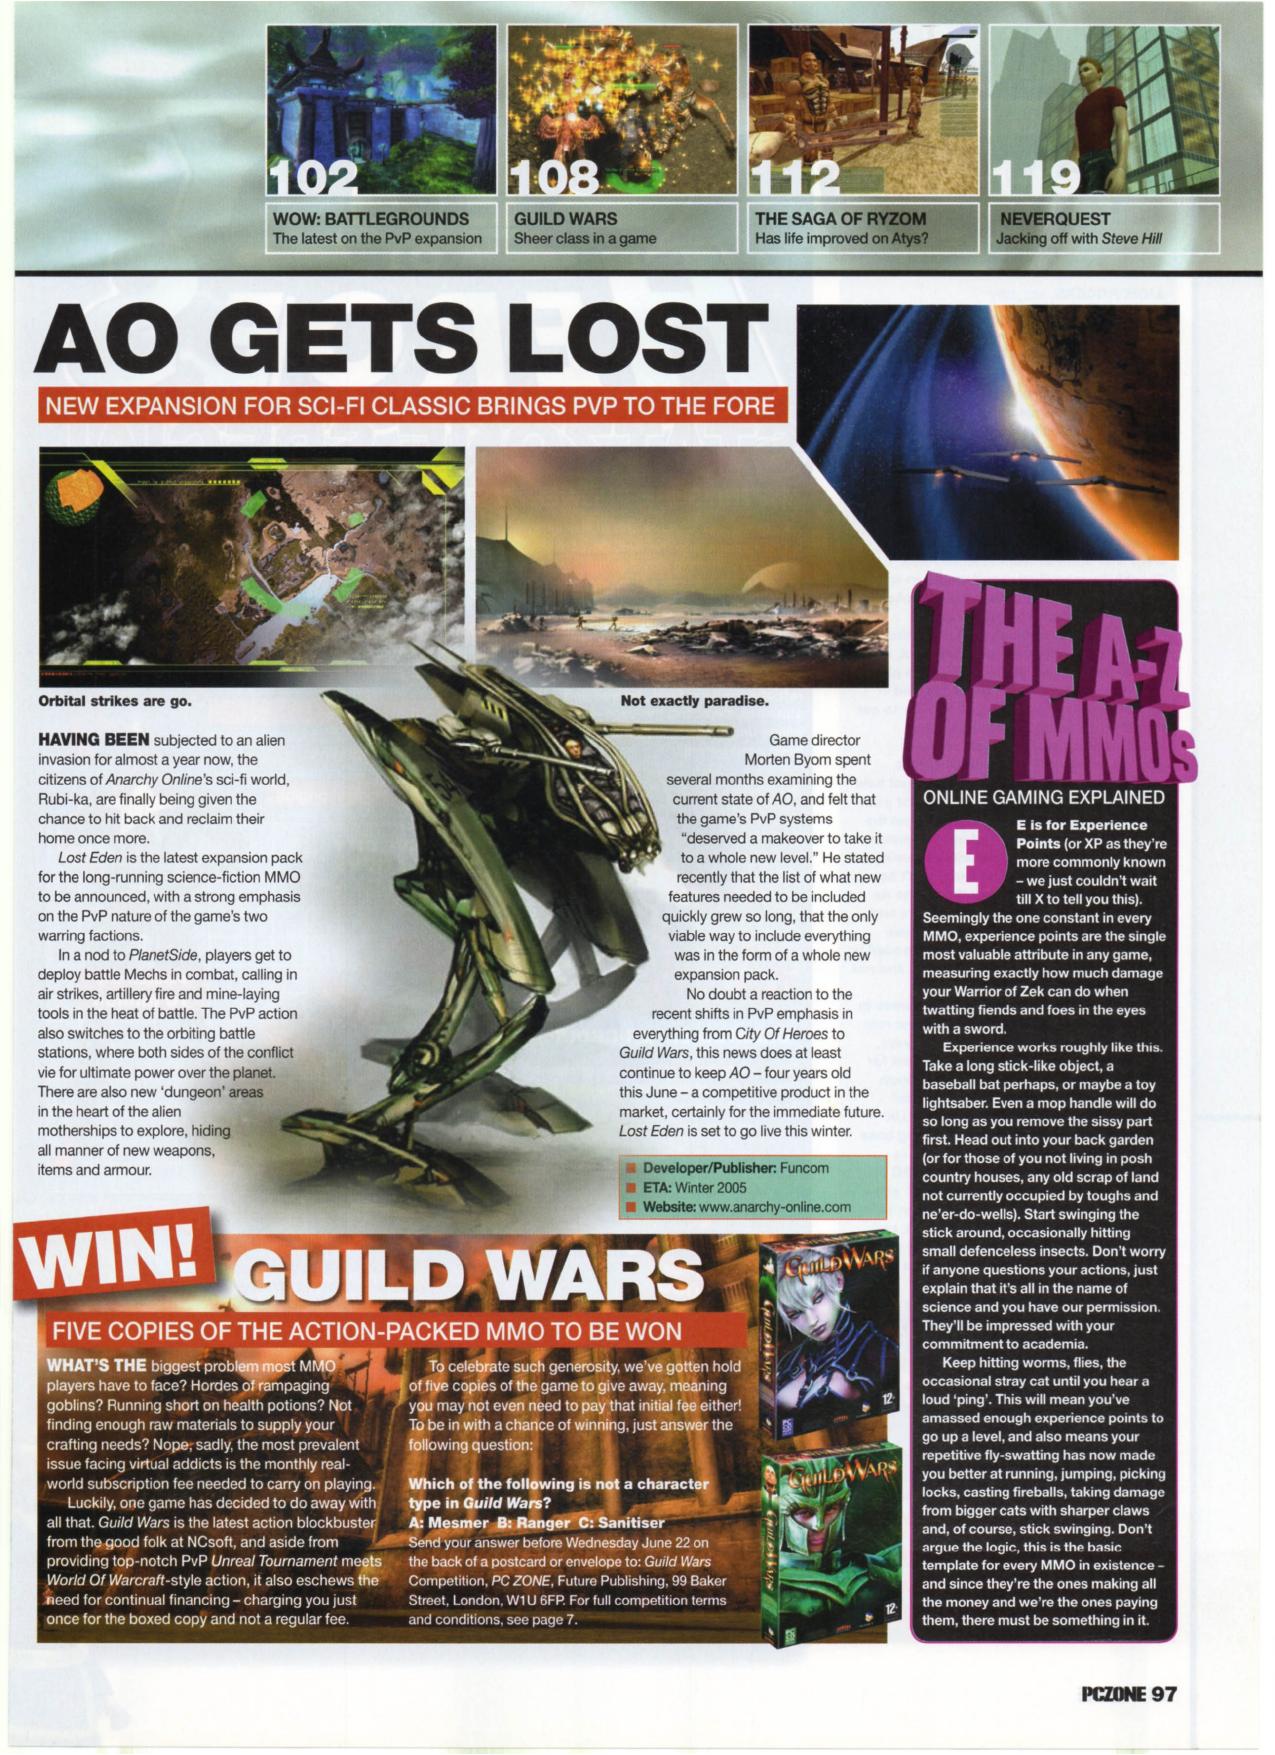 102
WOW: BATTLEGROUNDS
The latest on the PvP expansion
108
GUILD WARS
Sheer class in a game
112
THE SAGA OF RYZOM
Has life improved on Atys?
119
NEVERQUEST
Jacking off with Steve Hill
AO GETS LOST
NEW EXPANSION FOR SCI-FI CLASSIC BRINGS PVP TO THE FORE
Orbital strikes are go.
Not exactly paradise.
HAVING BEEN subjected to an alien
invasion for almost a year now, the
citizens of Anarchy Online's sci-fi world,
Rubi-ka, are finally being given the
chance to hit back and reclaim their
home once more.
Lost Eden is the latest expansion pack
for the long-running science-fiction MMO
to be announced, with a strong emphasis
on the PvP nature of the game's two
warring factions.
In a nod to PlanetSide, players get to
deploy battle Mechs in combat, calling in
air strikes, artillery fire and mine-laying
tools in the heat of battle. The PvP action
also switches to the orbiting battle
stations, where both sides of the conflict
vie for ultimate power over the planet.
There are also new 'dungeon' areas
in the heart of the alien
motherships to explore, hiding
all manner of new weapons,
items and armour.
Game director
Morten Byom spent
several months examining the
current state of AO, and felt that
the game's PvP systems
"deserved a makeover to take it
to a whole new level." He stated
recently that the list of what new
features needed to be included
quickly grew so long, that the only
viable way to include everything
was in the form of a whole new
expansion pack.
No doubt a reaction to the
recent shifts in PvP emphasis in
everything from City Of Heroes to
Guild Wars, this news does at least
continue to keep AO – four years old
this June – a competitive product in the
market, certainly for the immediate future.
Lost Eden is set to go live this winter.
Developer/Publisher: Funcom
ETA: Winter 2005
Website: www.anarchy-online.com
THE A-Z
OF MMOs
ONLINE GAMING EXPLAINED
E
E is for Experience
Points (or XP as they're
more commonly known
– we just couldn't wait
till X to tell you this).
Seemingly the one constant in every
MMO, experience points are the single
most valuable attribute in any game,
measuring exactly how much damage
your Warrior of Zek can do when
twatting fiends and foes in the eyes
with a sword.
Experience works roughly like this.
Take a long stick-like object, a
baseball bat perhaps, or maybe a toy
lightsaber. Even a mop handle will do
so long as you remove the sissy part
first. Head out into your back garden
(or for those of you not living in posh
country houses, any old scrap of land
not currently occupied by toughs and
ne'er-do-wells). Start swinging the
stick around, occasionally hitting
small defenceless insects. Don't worry
if anyone questions your actions, just
explain that it's all in the name of
science and you have our permission.
They'll be impressed with your
commitment to academia.
Keep hitting worms, flies, the
occasional stray cat until you hear a
loud 'ping'. This will mean you've
amassed enough experience points to
go up a level, and also means your
repetitive fly-swatting has now made
you better at running, jumping, picking
locks, casting fireballs, taking damage
from bigger cats with sharper claws
and, of course, stick swinging. Don't
argue the logic, this is the basic
template for every MMO in existence –
and since they're the ones making all
the money and we're the ones paying
them, there must be something in it.
WIN!
GUILD WARS
FIVE COPIES OF THE ACTION-PACKED MMO TO BE WON
WHAT'S THE biggest problem most MMO
players have to face? Hordes of rampaging
goblins? Running short on health potions? Not
finding enough raw materials to supply your
crafting needs? Nope, sadly, the most prevalent
issue facing virtual addicts is the monthly real-
world subscription fee needed to carry on playing.
Luckily, one game has decided to do away with
all that. Guild Wars is the latest action blockbuster
from the good folk at NCsoft, and aside from
providing top-notch PvP Unreal Tournament meets
World Of Warcraft-style action, it also eschews the
need for continual financing – charging you just
once for the boxed copy and not a regular fee.
To celebrate such generosity, we've gotten hold
of five copies of the game to give away, meaning
you may not even need to pay that initial fee either!
To be in with a chance of winning, just answer the
following question:
Which of the following is not a character
type in Guild Wars?
A: Mesmer B: Ranger C: Sanitiser
Send your answer before Wednesday June 22 on
the back of a postcard or envelope to: Guild Wars
Competition, PC ZONE, Future Publishing, 99 Baker
Street, London, W1U 6FP. For full competition terms
and conditions, see page 7.
GUILD WARS
GUILD WARS
12+
GUILD WARS
GUILD WARS
12+
PCZONE 97